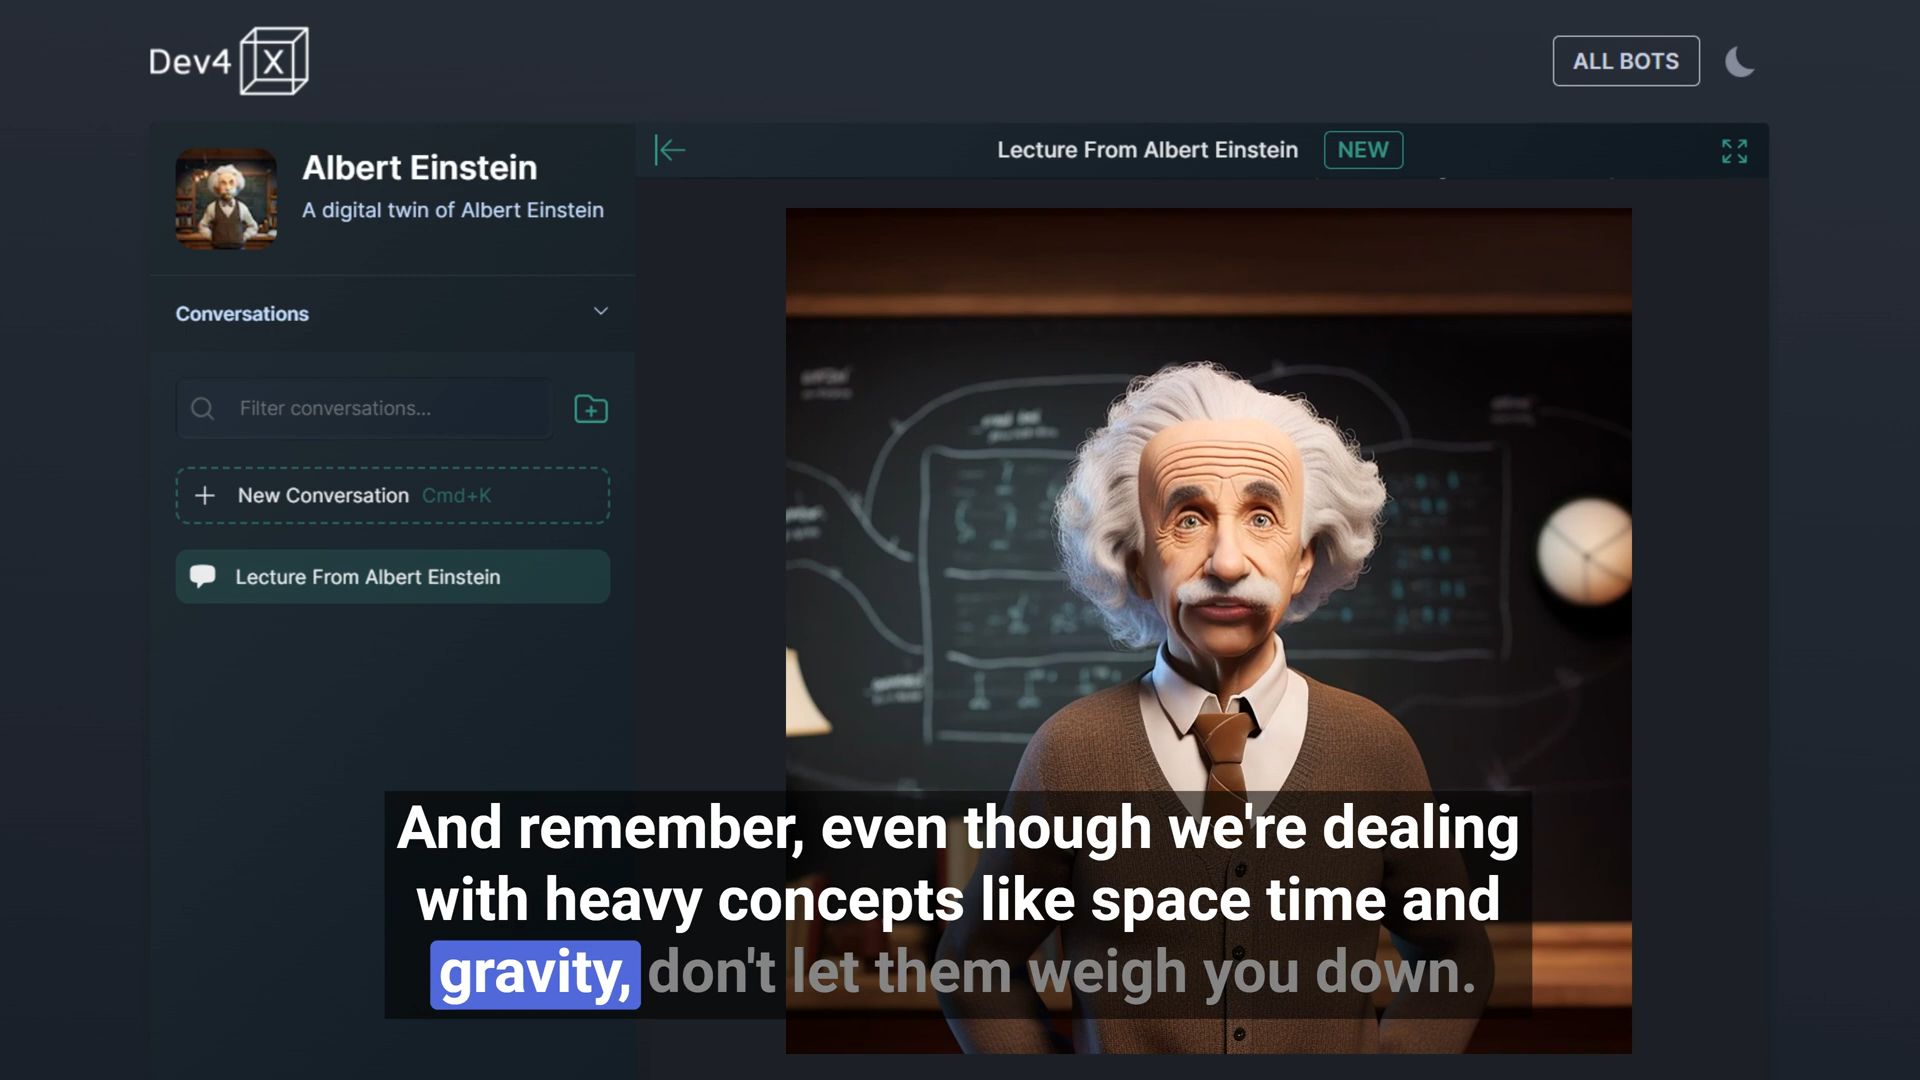 Dev4 X
ALL BOTS
Albert Einstein
A digital twin of Albert Einstein
Lecture From Albert Einstein NEW
Conversations
Filter conversations...
New Conversation Cmd+K
Lecture From Albert Einstein
And remember, even though we're dealing
with heavy concepts like space time and
gravity, don't let them weigh you down.